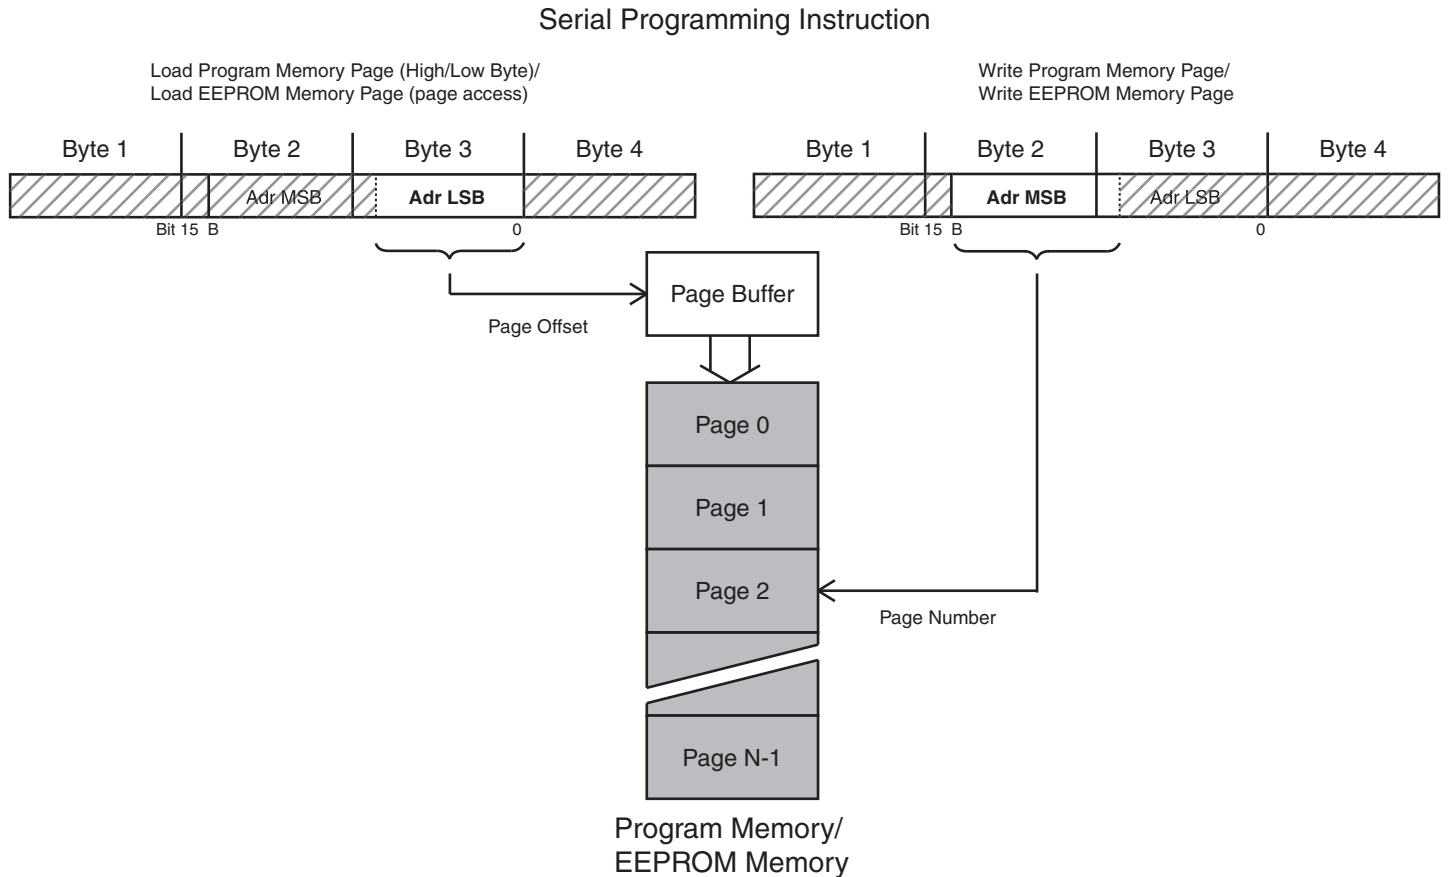 Serial Programming Instruction
Load Program Memory Page (High/Low Byte)/
Load EEPROM Memory Page (page access)
Write Program Memory Page/
Write EEPROM Memory Page
Byte 1 Byte 2 Byte 3 Byte 4
Byte 1 Byte 2 Byte 3 Byte 4
Adr MSB Adr LSB
Adr MSB Adr LSB
Bit 15 B 0
Bit 15 B 0
Page Buffer
Page Offset
Page 0
Page 1
Page 2
Page Number
Page N-1
Program Memory/
EEPROM Memory